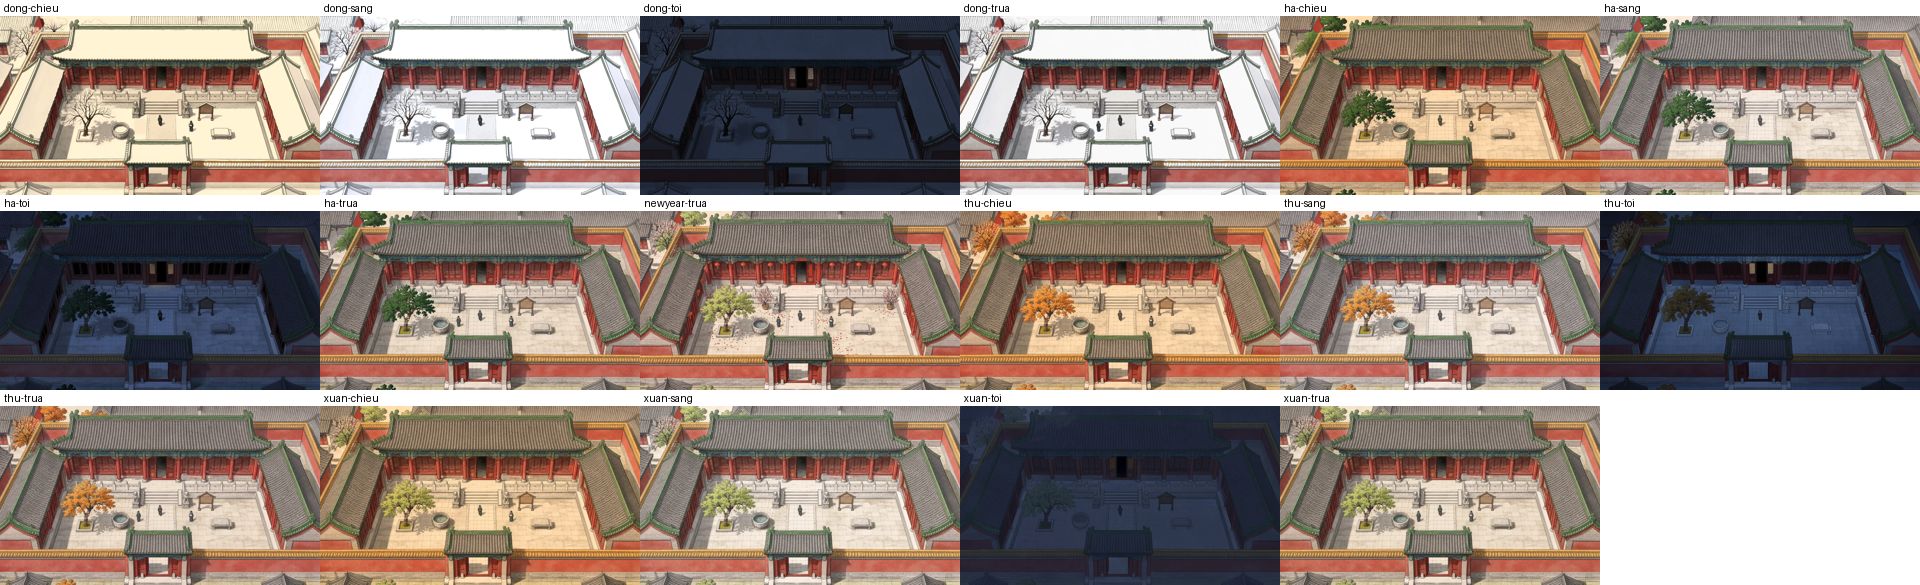 dong-chieu
dong-sang
dong-toi
dong-trua
ha-chieu
ha-sang
ha-toi
ha-trua
newyear-trua
thu-chieu
thu-sang
thu-toi
thu-trua
xuan-chieu
xuan-sang
xuan-toi
xuan-trua